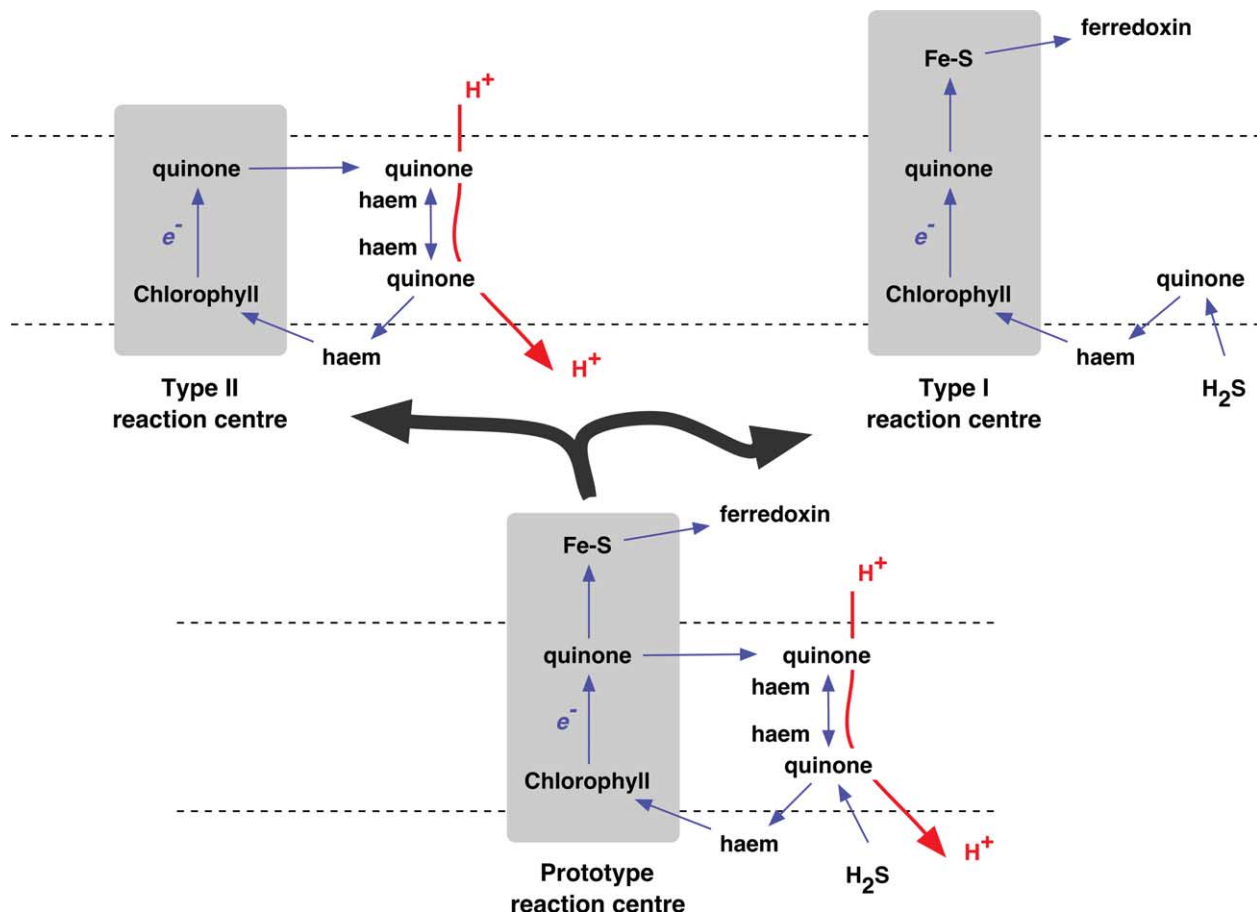 H+
quinone
quinone
haem
e-
haem
quinone
Chlorophyll
haem
H+
Type II
reaction centre
ferredoxin
Fe-S
quinone
e-
quinone
Chlorophyll
haem
H2S
Type I
reaction centre
ferredoxin
Fe-S
H+
quinone
quinone
haem
e-
haem
quinone
Chlorophyll
haem
H2S
H+
Prototype
reaction centre